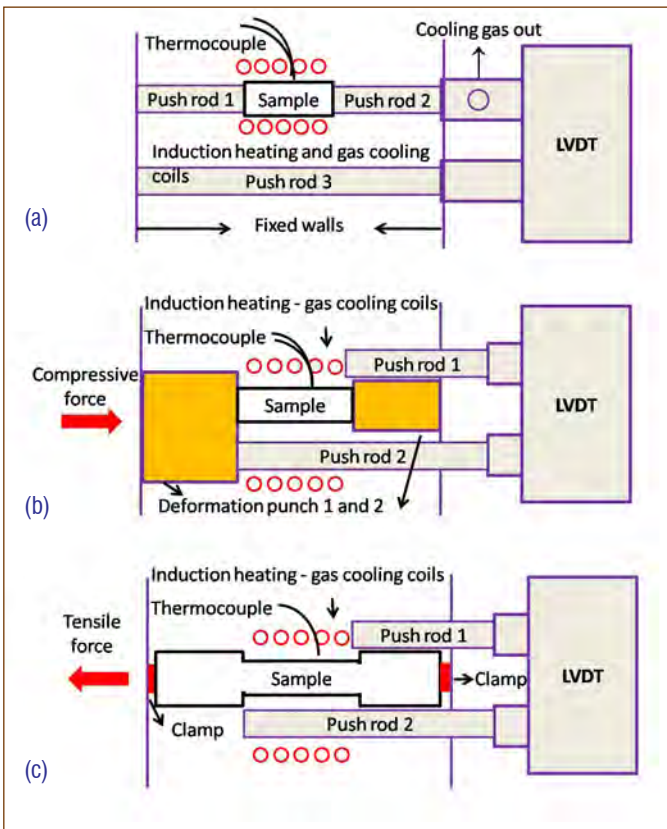 Thermocouple
Cooling gas out
Push rod 1
Sample
Push rod 2
LVDT
Induction heating and gas cooling
coils
Push rod 3
(a)
Fixed walls
Induction heating - gas cooling coils
Thermocouple
Push rod 1
Compressive
force
Sample
LVDT
Push rod 2
(b)
Deformation punch 1 and 2
Induction heating - gas cooling coils
Tensile
force
Thermocouple
Push rod 1
Sample
Clamp
LVDT
Push rod 2
Clamp
(c)